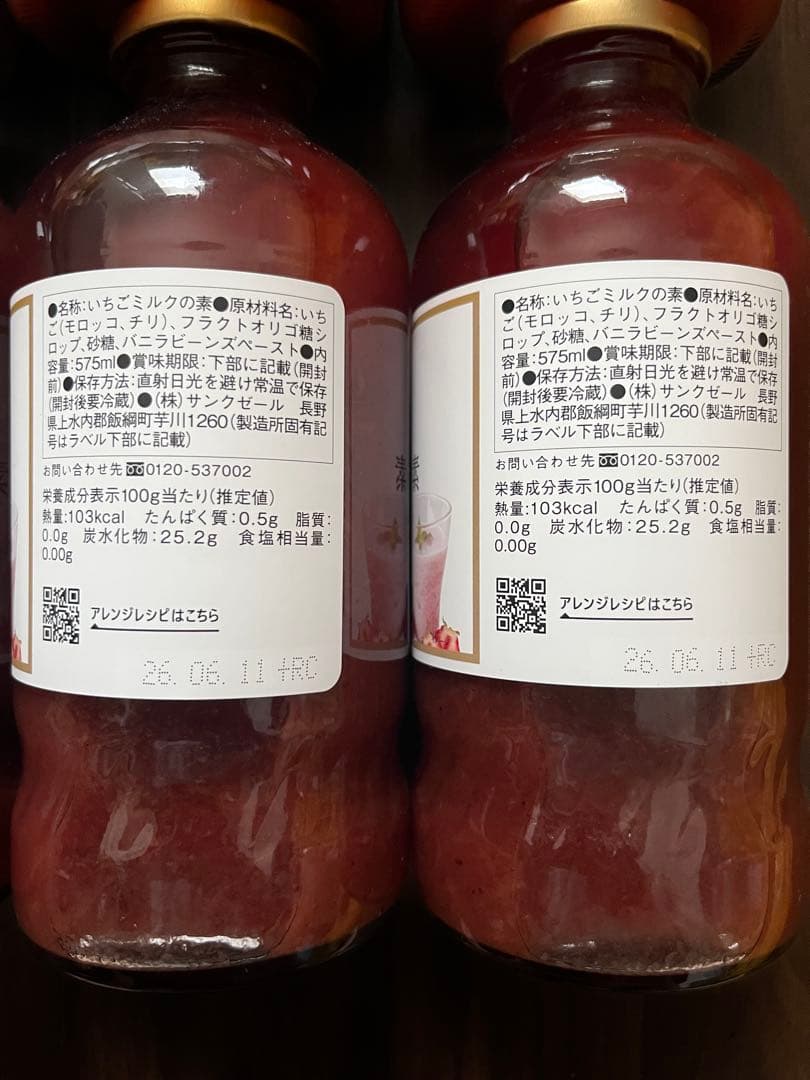 ●名称：いちごミルクの素●原材料名：いち
ご（モロッコ、チリ）、フラクトオリゴ糖シ
ロップ、砂糖、バニラビーンズペースト●内
容量：575ml●賞味期限：下部に記載（開封
前）●保存方法：直射日光を避け常温で保存
（開封後要冷蔵）●（株）サンクゼール　長野
県上水内郡飯綱町芋川1260（製造所固有記
号はラベル下部に記載）
お問い合わせ先 0120-537002
栄養成分表示100g当たり（推定値）
熱量：103kcal　たんぱく質：0.5g　脂質：
0.0g　炭水化物：25.2g　食塩相当量：
0.00g
アレンジレシピはこちら
26.06.11+RC
素
●名称：いちごミルクの素●原材料名：いち
ご（モロッコ、チリ）、フラクトオリゴ糖シ
ロップ、砂糖、バニラビーンズペースト●内
容量：575ml●賞味期限：下部に記載（開封
前）●保存方法：直射日光を避け常温で保存
（開封後要冷蔵）●（株）サンクゼール　長野
県上水内郡飯綱町芋川1260（製造所固有記
号はラベル下部に記載）
お問い合わせ先 0120-537002
栄養成分表示100g当たり（推定値）
熱量：103kcal　たんぱく質：0.5g　脂質：
0.0g　炭水化物：25.2g　食塩相当量：
0.00g
アレンジレシピはこちら
26.06.11+RC